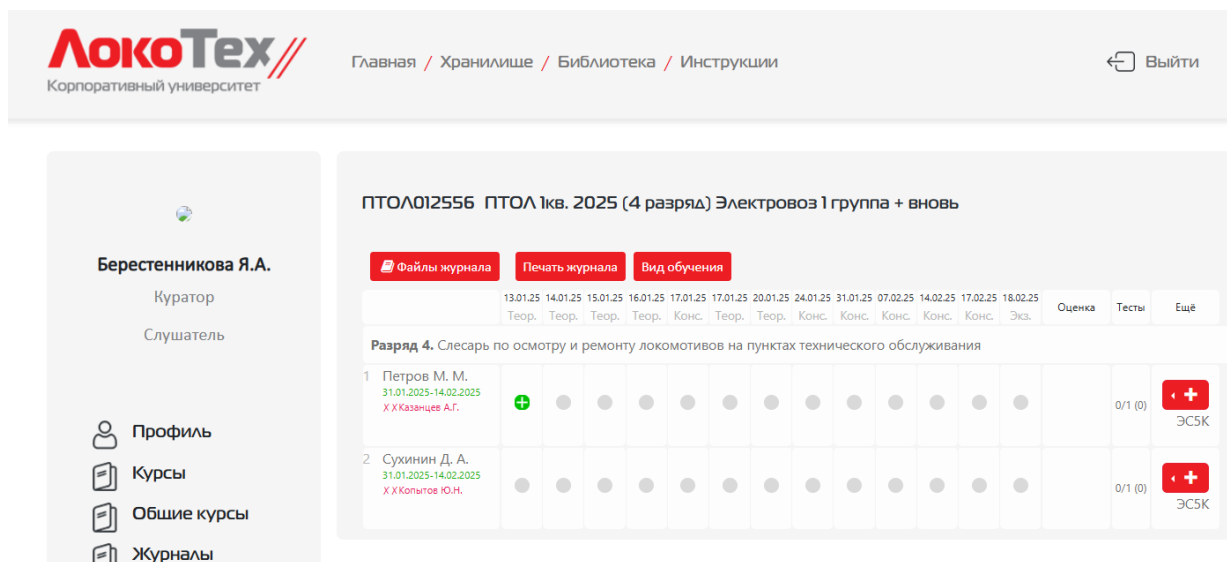 ЛокоТех
Корпоративный университет
Главная / Хранилище / Библиотека / Инструкции
Выйти
Берестенникова Я.А.
Куратор
Слушатель
Профиль
Курсы
Общие курсы
Журналы
ПТОЛ012556 ПТОЛ 1кв. 2025 (4 разряд) Электровоз 1 группа + вновь
Файлы журнала Печать журнала Вид обучения
13.01.25 14.01.25 15.01.25 16.01.25 17.01.25 17.01.25 20.01.25 24.01.25 31.01.25 07.02.25 14.02.25 17.02.25 18.02.25 Оценка Тесты Ещё
Теор. Теор. Теор. Теор. Конс. Теор. Теор. Конс. Конс. Конс. Конс. Конс. Экз.
Разряд 4. Слесарь по осмотру и ремонту локомотивов на пунктах технического обслуживания
1 Петров М. М.
31.01.2025-14.02.2025
X X Казанцев А.Г.
0/1 (0)
ЭС5К
2 Сухинин Д. А.
31.01.2025-14.02.2025
X X Копытов Ю.Н.
0/1 (0)
ЭС5К